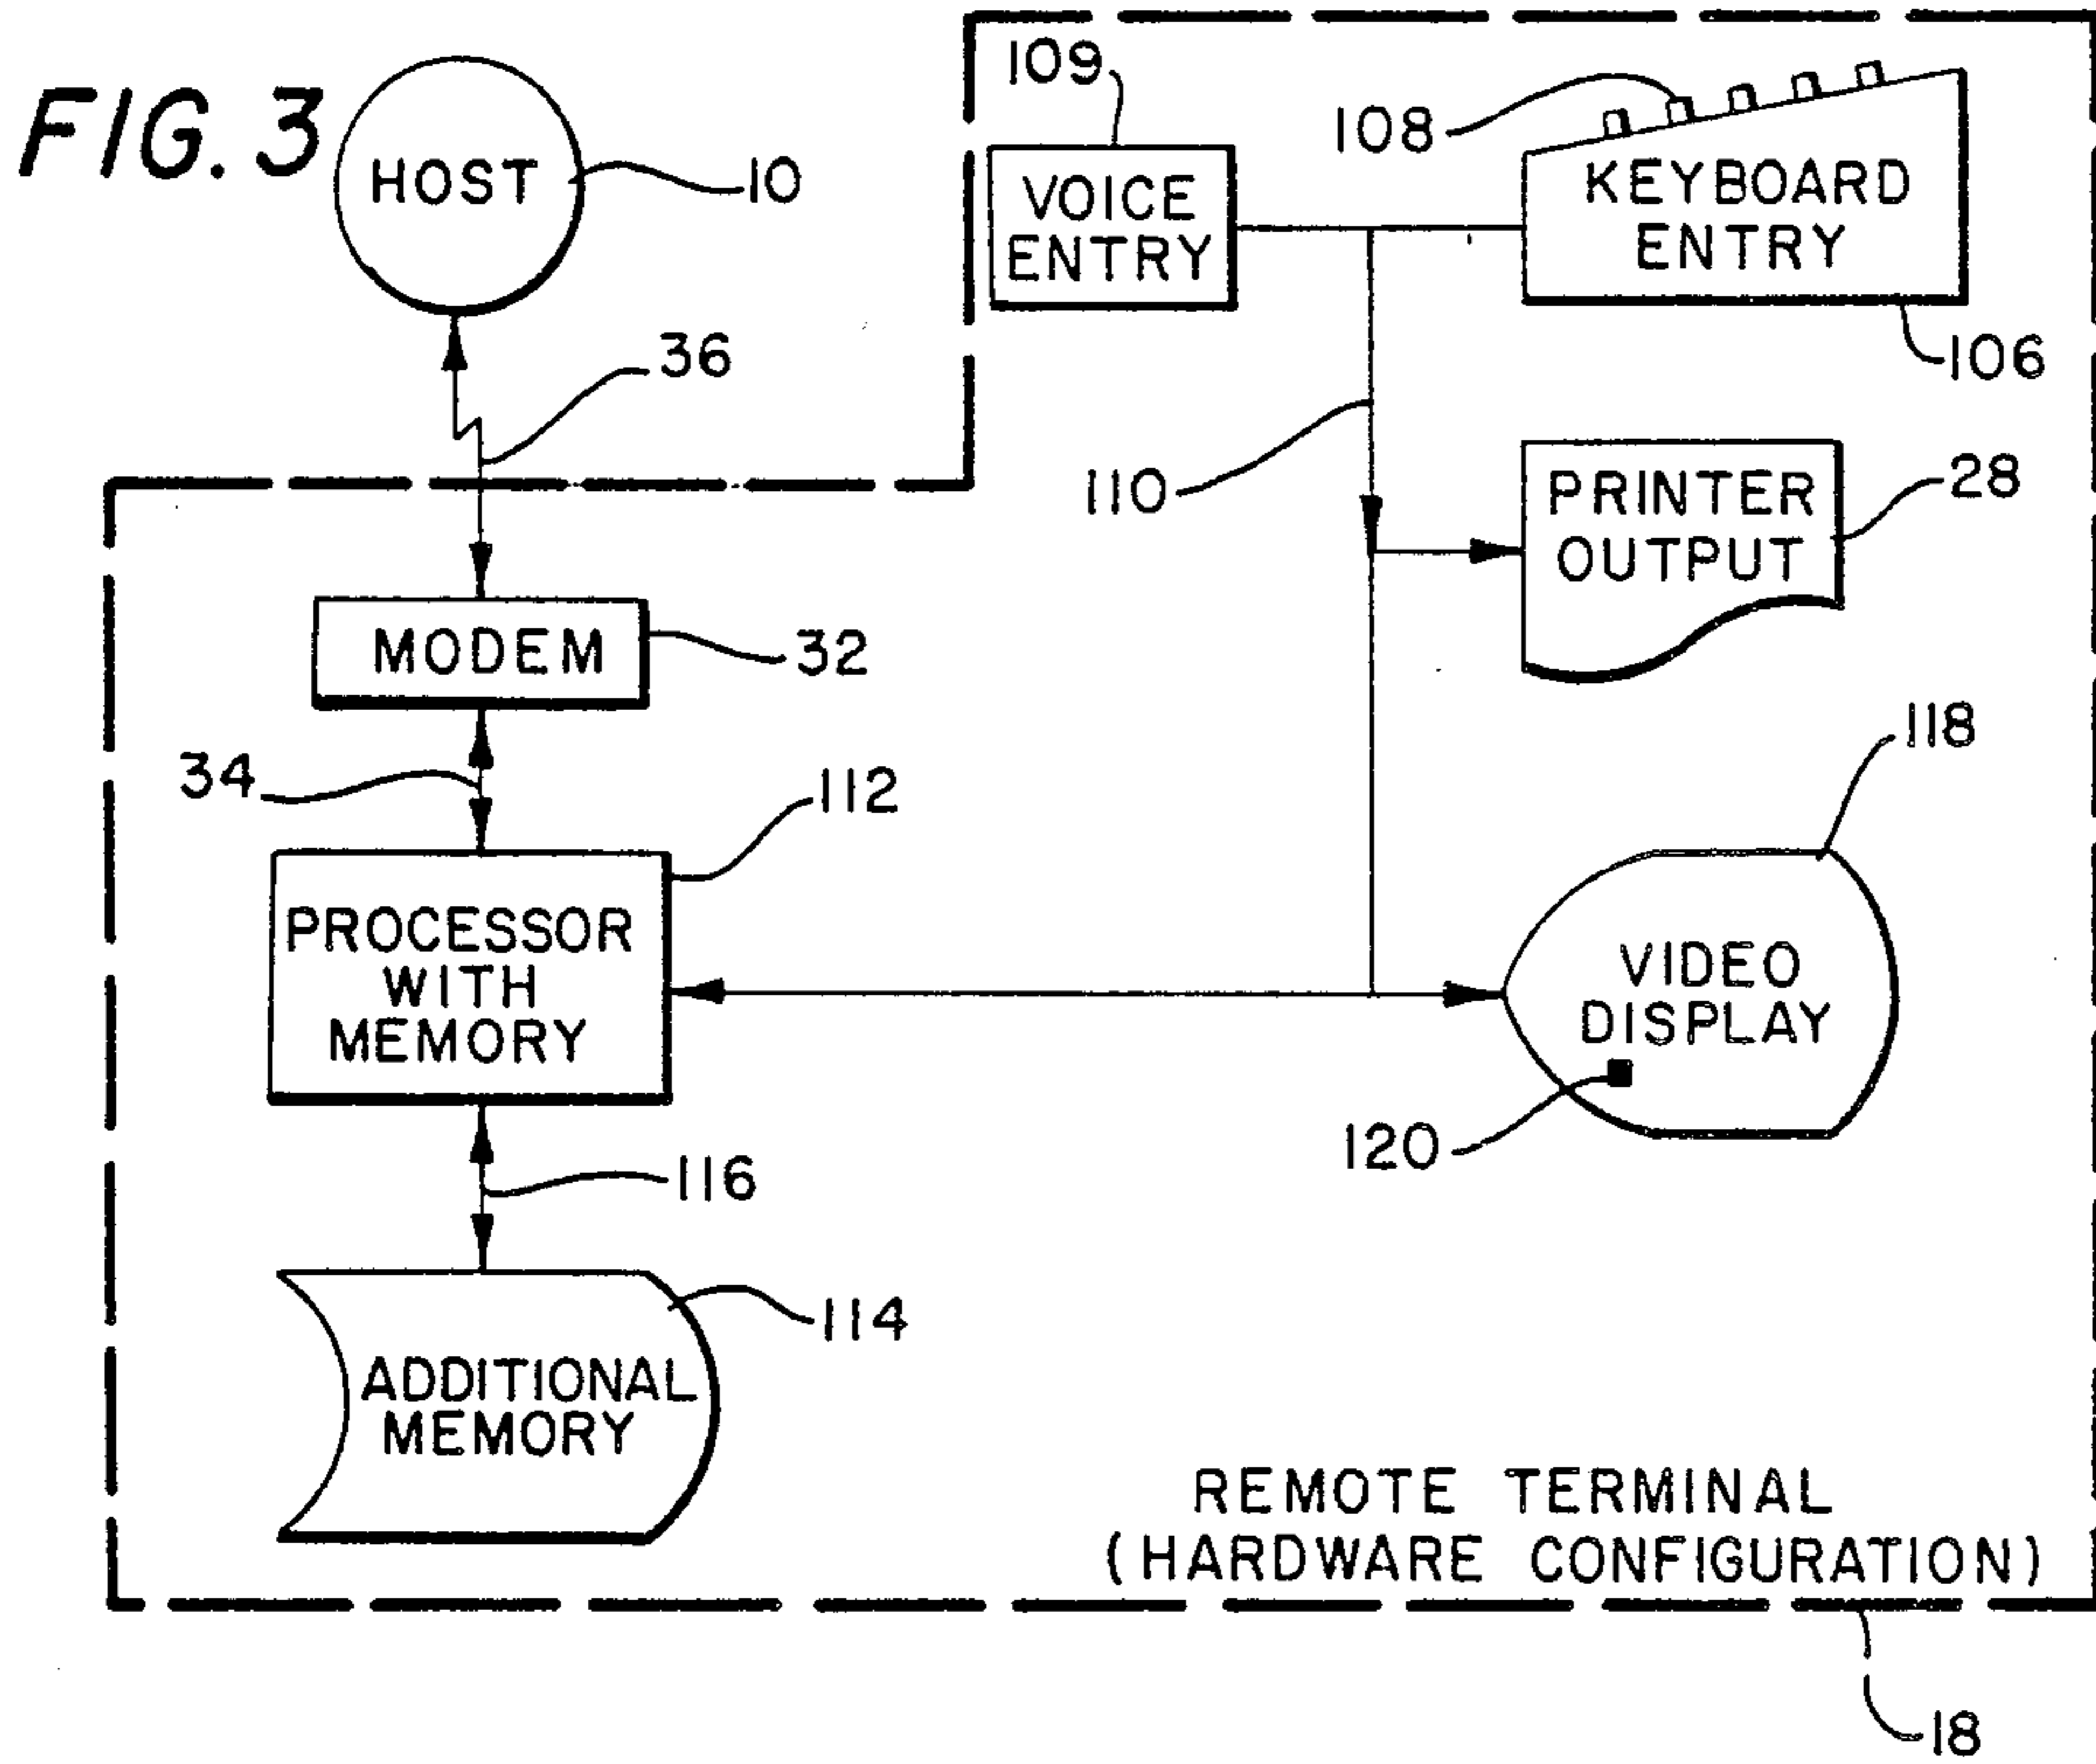 FIG. 3
HOST
10
36
109
VOICE
ENTRY
108
KEYBOARD
ENTRY
106
110
PRINTER
OUTPUT
28
MODEM
32
34
112
PROCESSOR
WITH
MEMORY
118
VIDEO
DISPLAY
120
116
114
ADDITIONAL
MEMORY
REMOTE TERMINAL
(HARDWARE CONFIGURATION)
18